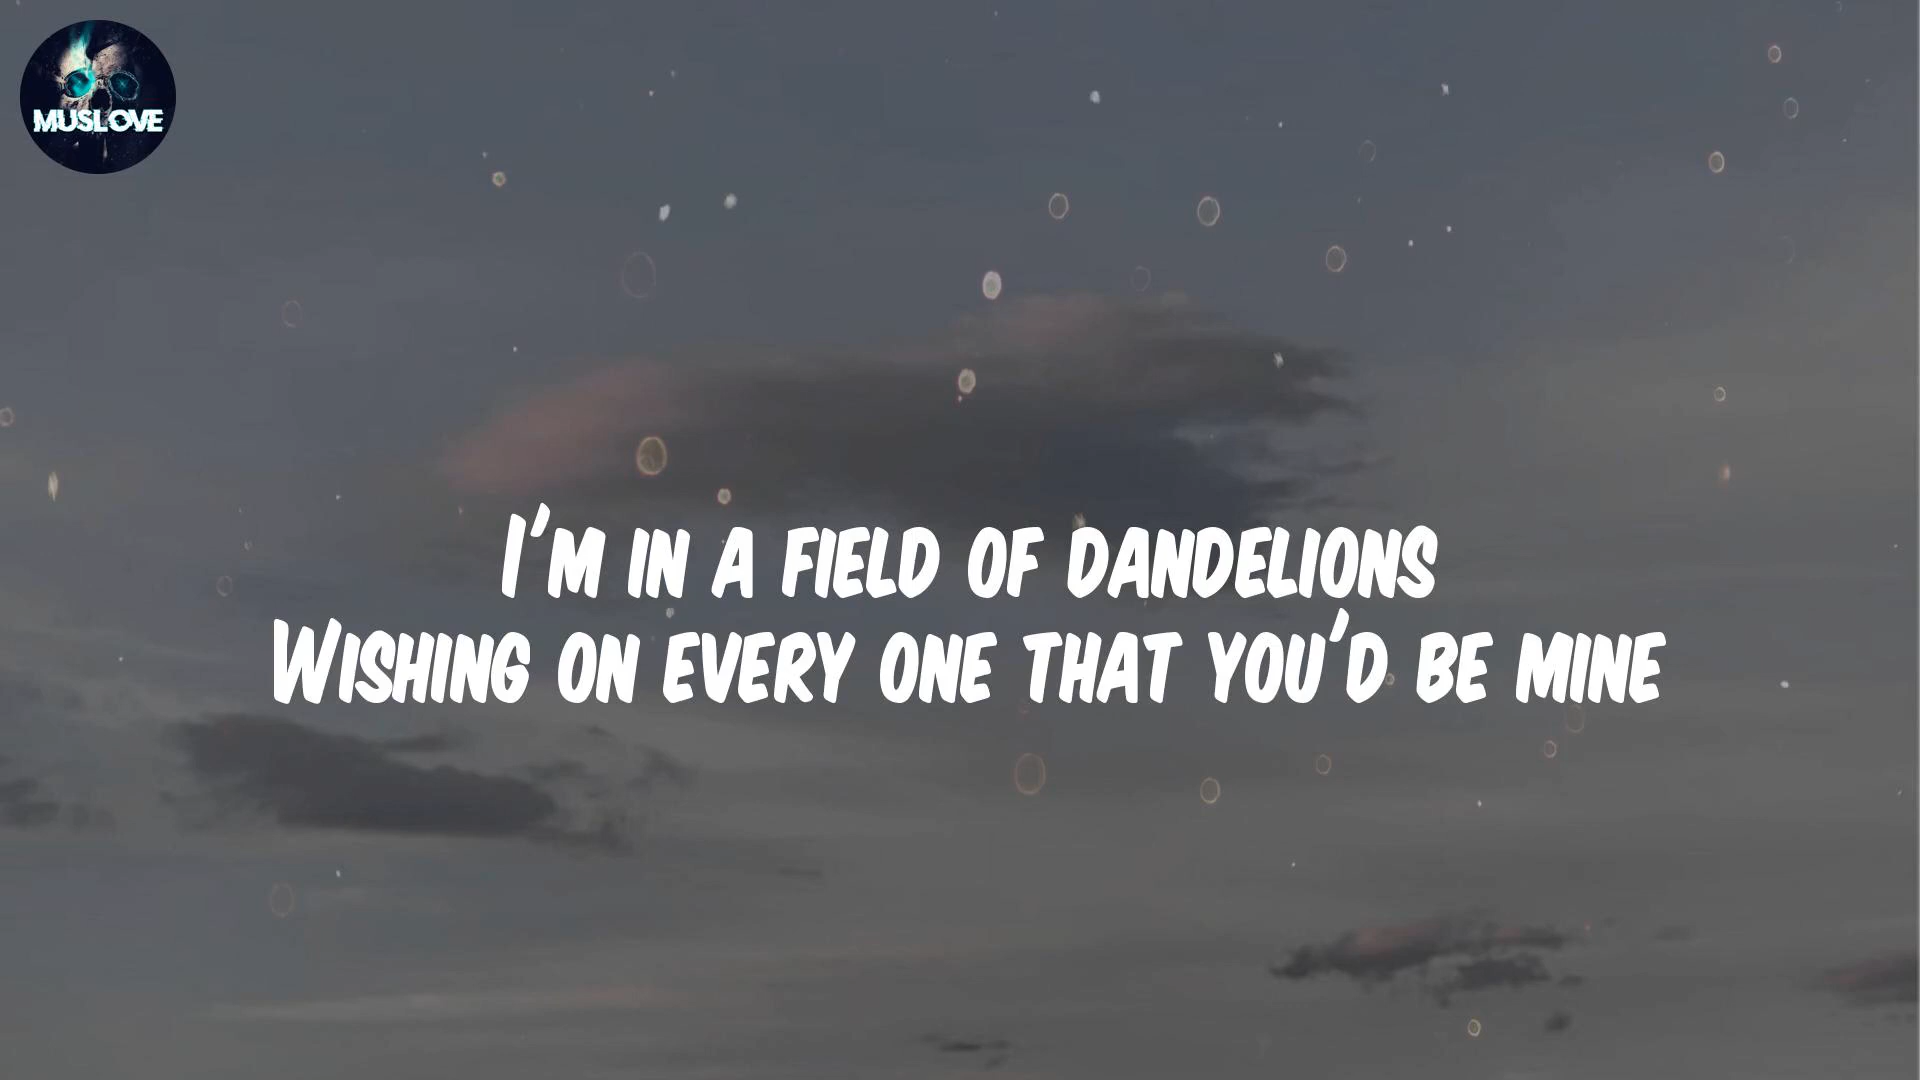 MUSLOVE
I'm in a field of dandelions
Wishing on every one that you'd be mine